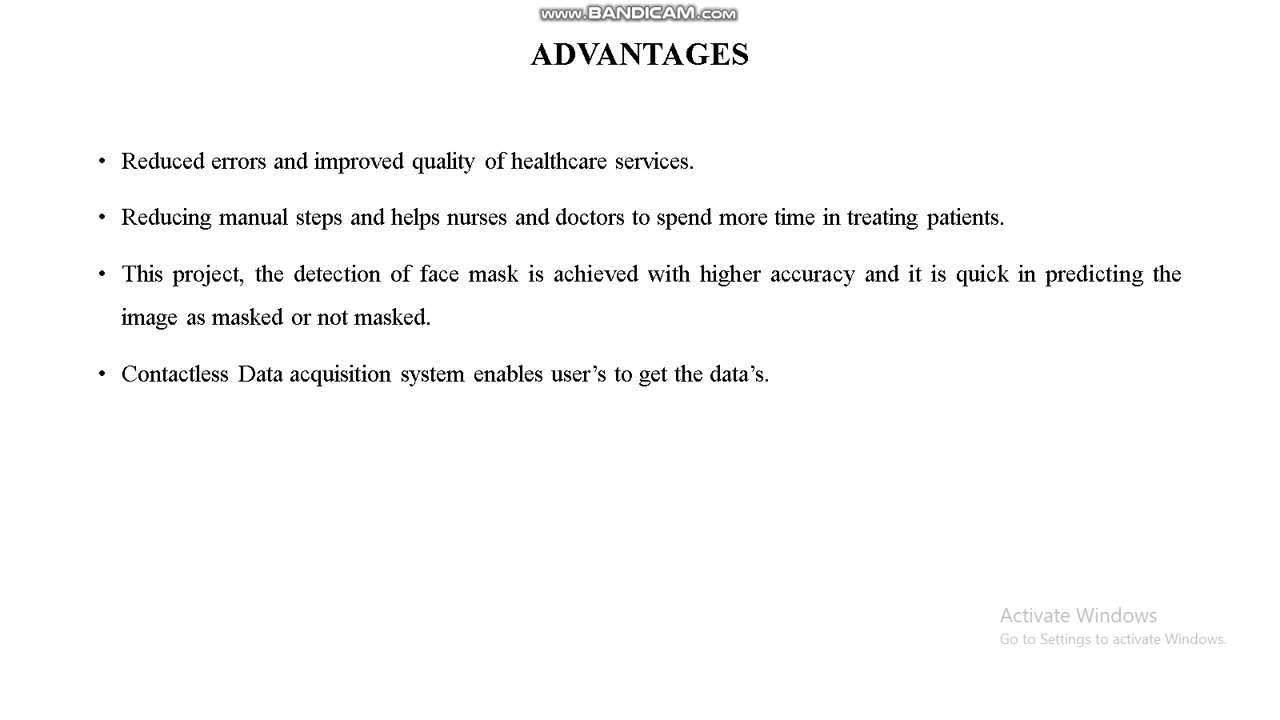 www.BANDICAM.com
ADVANTAGES
• Reduced errors and improved quality of healthcare services.
• Reducing manual steps and helps nurses and doctors to spend more time in treating patients.
• This project, the detection of face mask is achieved with higher accuracy and it is quick in predicting the
image as masked or not masked.
• Contactless Data acquisition system enables user’s to get the data’s.
Activate Windows
Go to Settings to activate Windows.